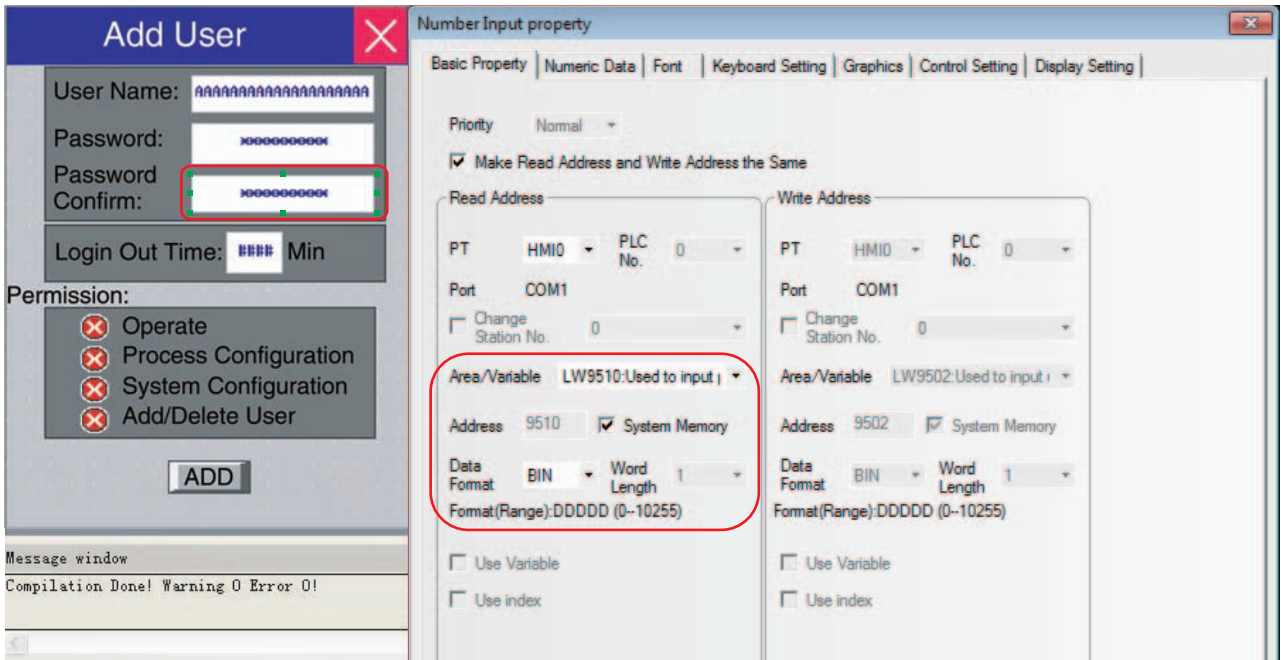 Add User
User Name: AAAAAAAAAAAAAAAAAAAA
Password: **********
Password
Confirm: **********
Login Out Time: #### Min
Permission:
Operate
Process Configuration
System Configuration
Add/Delete User
ADD
Message window
Compilation Done! Warning 0 Error 0!
Number Input property
Basic Property Numeric Data Font Keyboard Setting Graphics Control Setting Display Setting
Priority Normal
Make Read Address and Write Address the Same
Read Address
PT HMI0 PLC No. 0
Port COM1
Change Station No. 0
Area/Variable LW9510:Used to input
Address 9510 System Memory
Data Format BIN Word Length 1
Format(Range):DDDDD (0--10255)
Use Variable
Use index
Write Address
PT HMI0 PLC No. 0
Port COM1
Change Station No. 0
Area/Variable LW9502:Used to input
Address 9502 System Memory
Data Format BIN Word Length 1
Format(Range):DDDDD (0--10255)
Use Variable
Use index